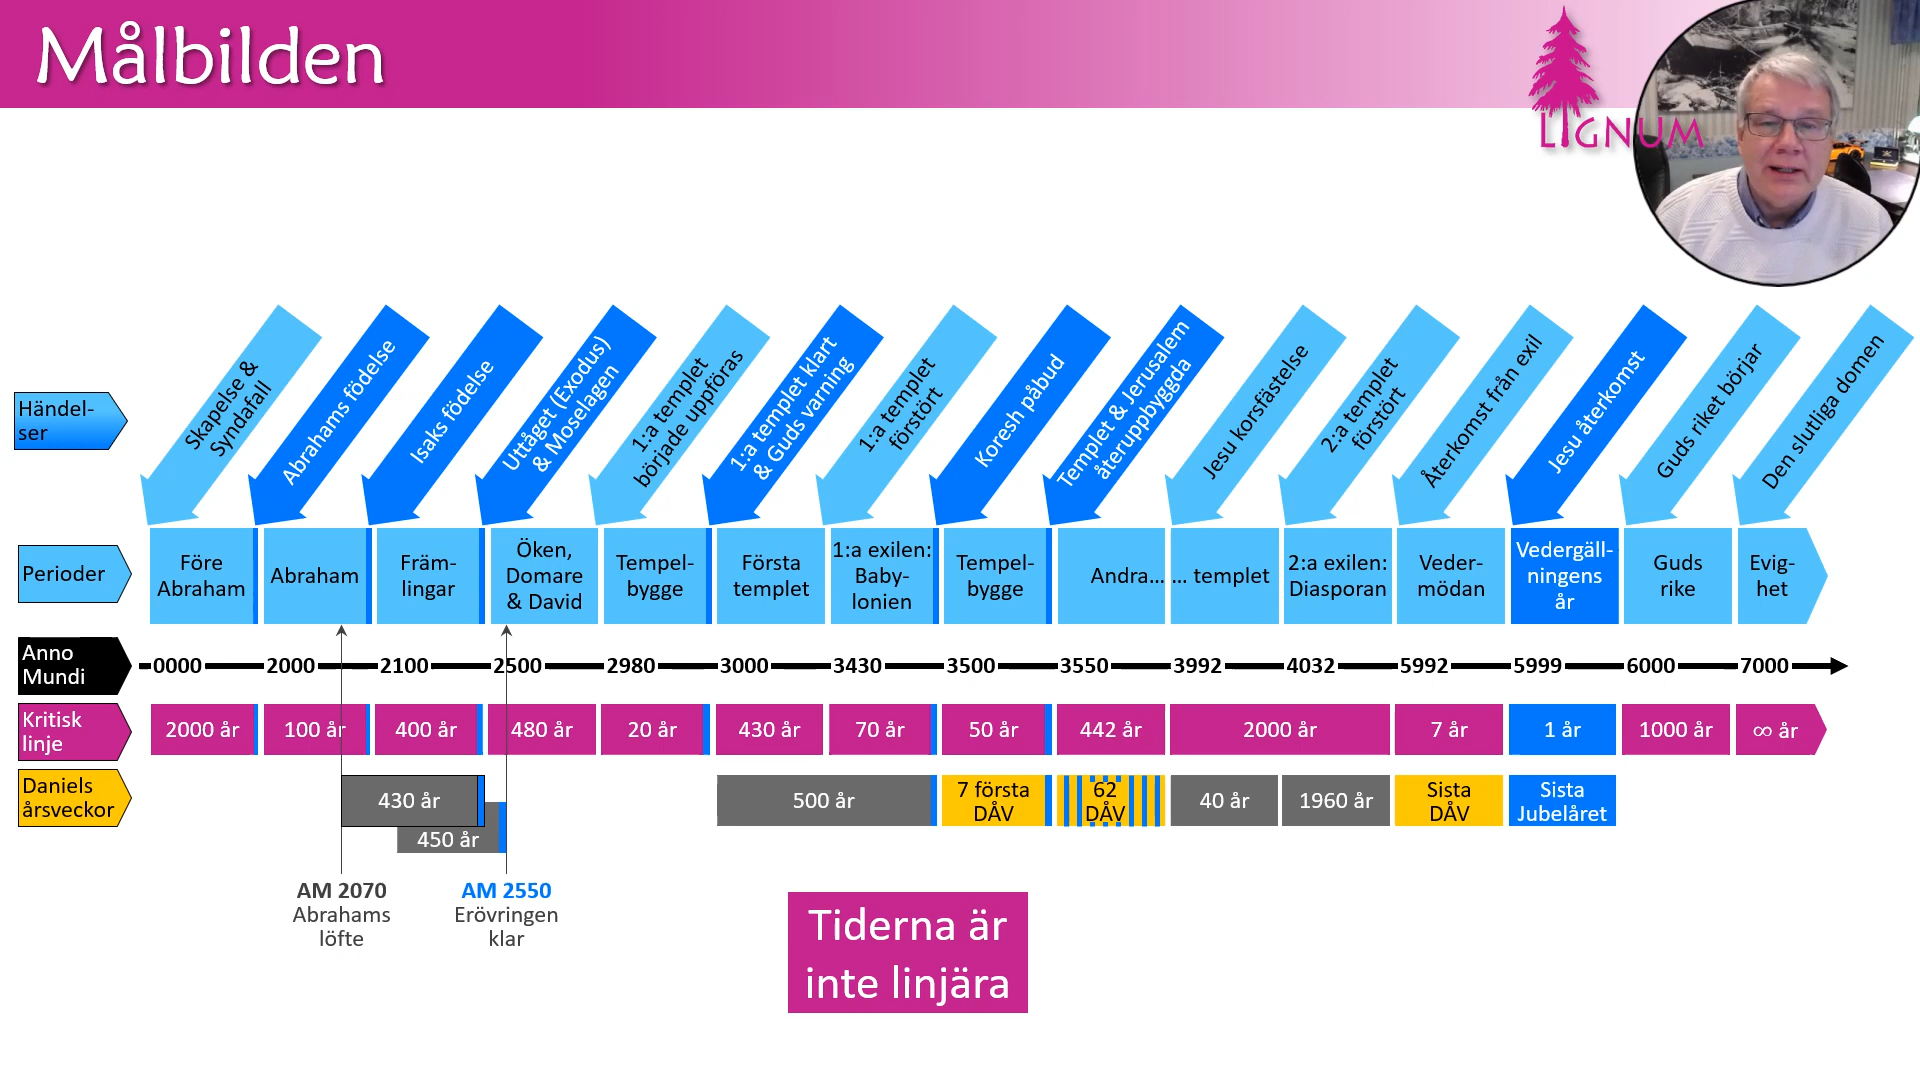 Målbilden
LIGNUM
Händel-
ser
Skapelse &
Syndafall
Abrahams födelse
Isaks födelse
Uttåget (Exodus)
& Moselagen
1:a templet
började uppföras
1:a templet klart
& Guds varning
1:a templet
förstört
Koresh påbud
Templet & Jerusalem
återuppbyggda
Jesu korsfästelse
2:a templet
förstört
Återkomst från exil
Jesu återkomst
Guds riket börjar
Den slutliga domen
Perioder
Före
Abraham
Abraham
Främ-
lingar
Öken,
Domare
& David
Tempel-
bygge
Första
templet
1:a exilen:
Baby-
lonien
Tempel-
bygge
Andra...
... templet
2:a exilen:
Diasporan
Veder-
mödan
Vedergäll-
ningens
år
Guds
rike
Evig-
het
Anno
Mundi
0000 2000 2100 2500 2980 3000 3430 3500 3550 3992 4032 5992 5999 6000 7000
Kritisk
linje
2000 år 100 år 400 år 480 år 20 år 430 år 70 år 50 år 442 år 2000 år 7 år 1 år 1000 år ∞ år
Daniels
årsveckor
430 år
450 år
500 år
7 första
DÅV
62
DÅV
40 år
1960 år
Sista
DÅV
Sista
Jubelåret
AM 2070
Abrahams
löfte
AM 2550
Erövringen
klar
Tiderna är
inte linjära